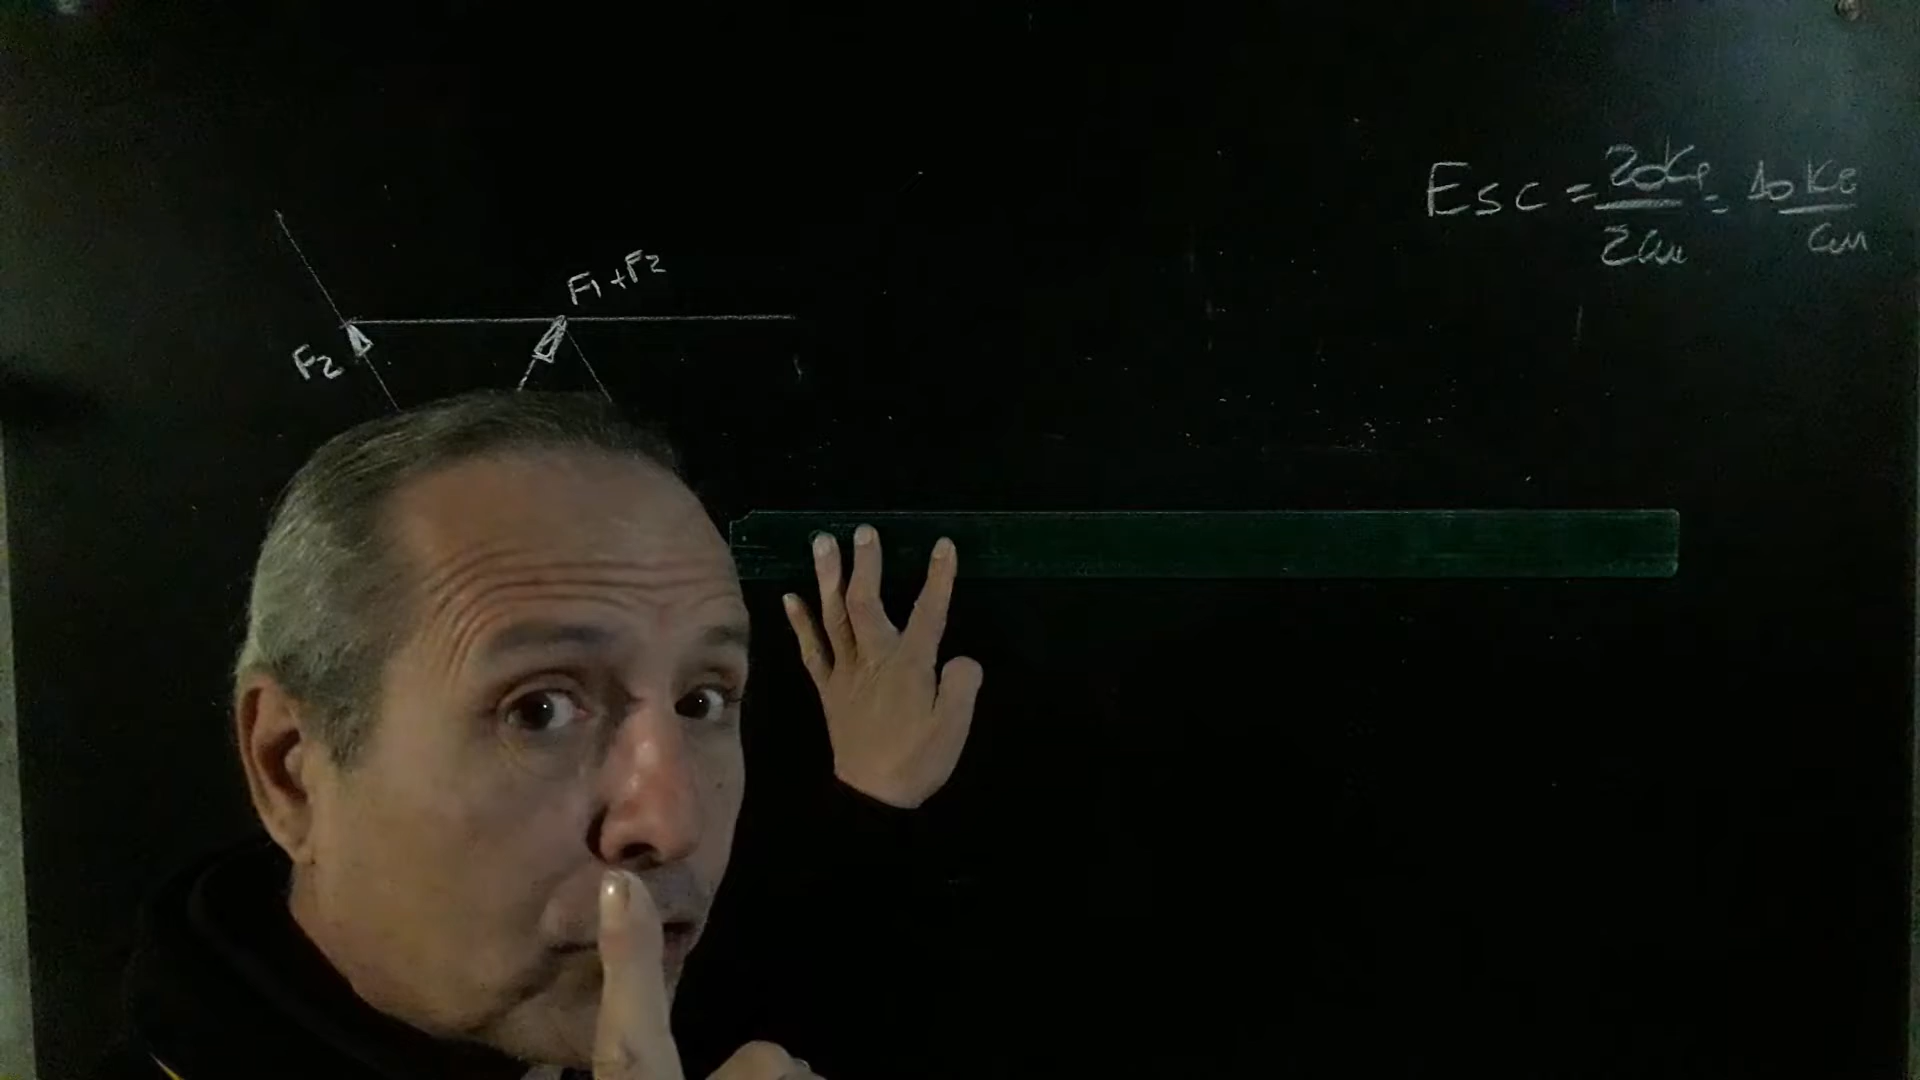 Esc = 20Kg / 2cm = 10Kg / cm
F1+F2
F2